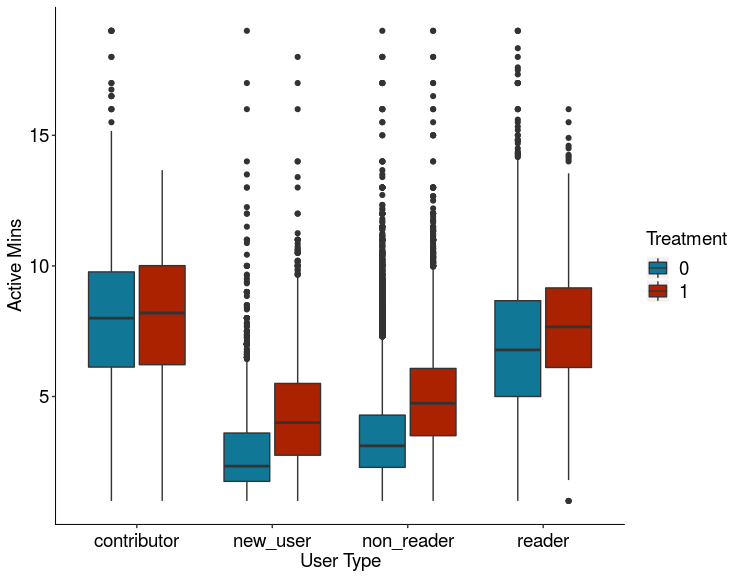 Active Mins
15
10
5
contributor
new_user
non_reader
reader
User Type
Treatment
0
1